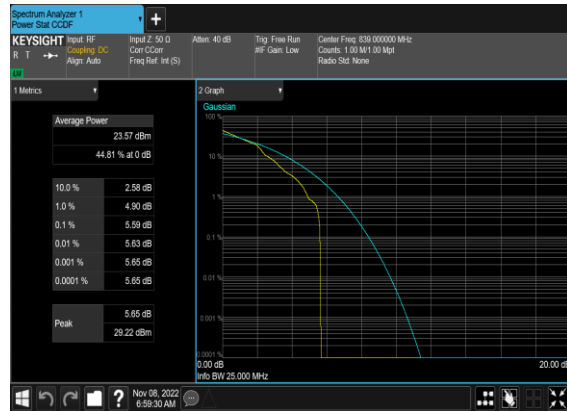 Spectrum Analyzer 1
Power Stat CCDF
KEYSIGHT
R T
LXI
Input: RF
Coupling: DC
Align: Auto
Input Z: 50 Ω
Corr CCorr
Freq Ref: Int (S)
Atten: 40 dB
Trig: Free Run
#IF Gain: Low
Center Freq: 839.000000 MHz
Counts: 1.00 M/1.00 Mpt
Radio Std: None
1 Metrics
Average Power
23.57 dBm
44.81 % at 0 dB
10.0 % 2.58 dB
1.0 % 4.90 dB
0.1 % 5.59 dB
0.01 % 5.63 dB
0.001 % 5.65 dB
0.0001 % 5.65 dB
Peak
5.65 dB
29.22 dBm
2 Graph
Gaussian
100 %
10 %
1 %
0.1 %
0.01 %
0.001 %
0.0001 %
0.00 dB
20.00 dB
Info BW 25.000 MHz
Nov 08, 2022
6:59:30 AM